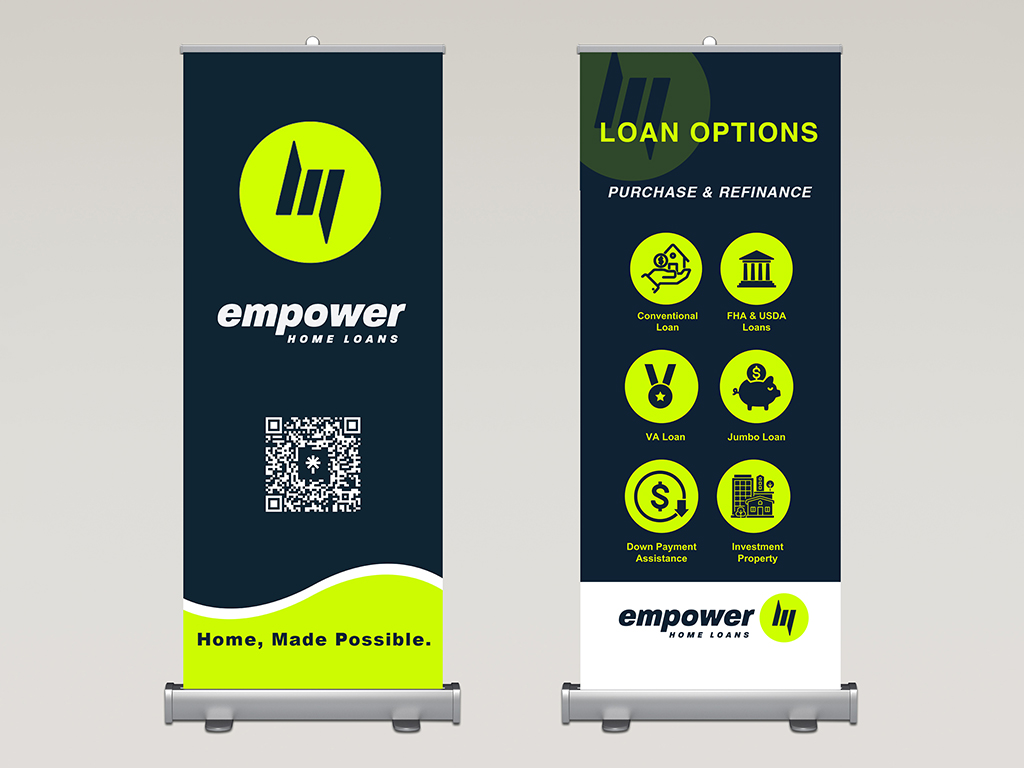 empower
HOME LOANS
Home, Made Possible.
LOAN OPTIONS
PURCHASE & REFINANCE
Conventional
Loan
FHA & USDA
Loans
VA Loan
Jumbo Loan
Down Payment
Assistance
Investment
Property
empower
HOME LOANS